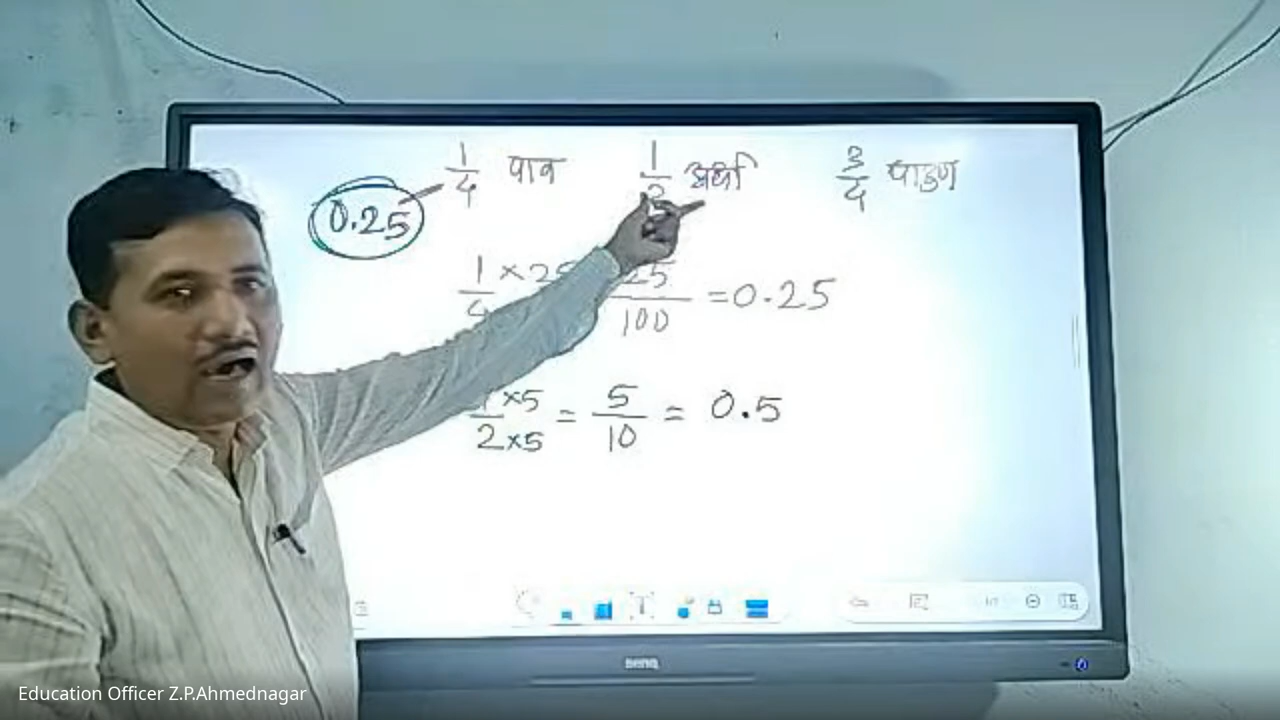 1/4 पाव 1/2 अर्धा 3/4 पाऊण
0.25
1/4 ×25 25/100 =0.25
1×5/2×5 = 5/10 = 0.5
BenQ
Education Officer Z.P.Ahmednagar